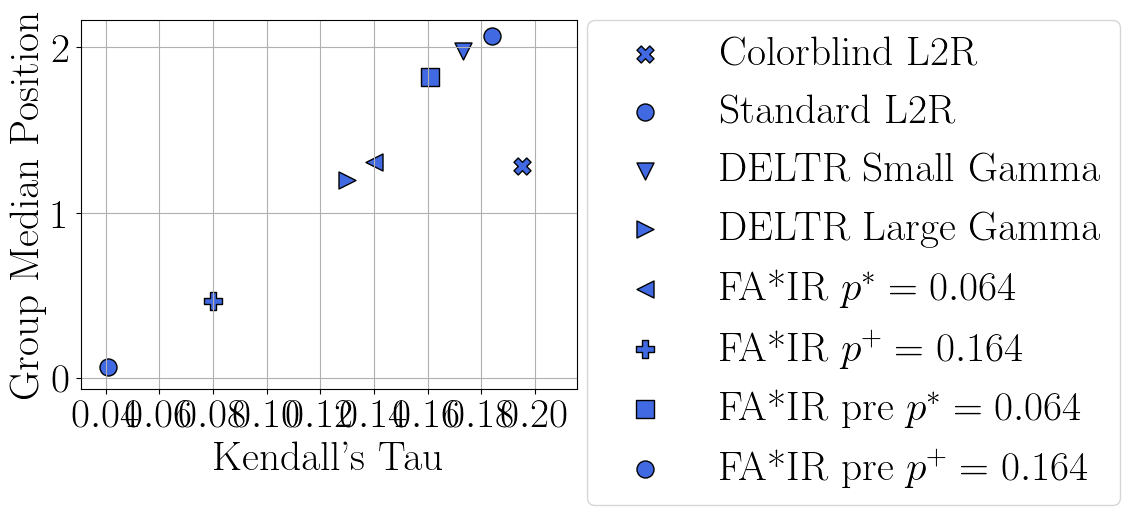 Group Median Position
2
1
0
0.04 0.06 0.08 0.10 0.12 0.14 0.16 0.18 0.20
Kendall's Tau
Colorblind L2R
Standard L2R
DELTR Small Gamma
DELTR Large Gamma
FA*IR p* = 0.064
FA*IR p⁺ = 0.164
FA*IR pre p* = 0.064
FA*IR pre p⁺ = 0.164